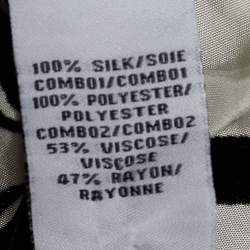 100% SILK/SOIE
COMBO1/COMBO1
100% POLYESTER/
POLYESTER
COMBO2/COMBO2
53% VISCOSE/
VISCOSE
47% RAYON/
RAYONNE